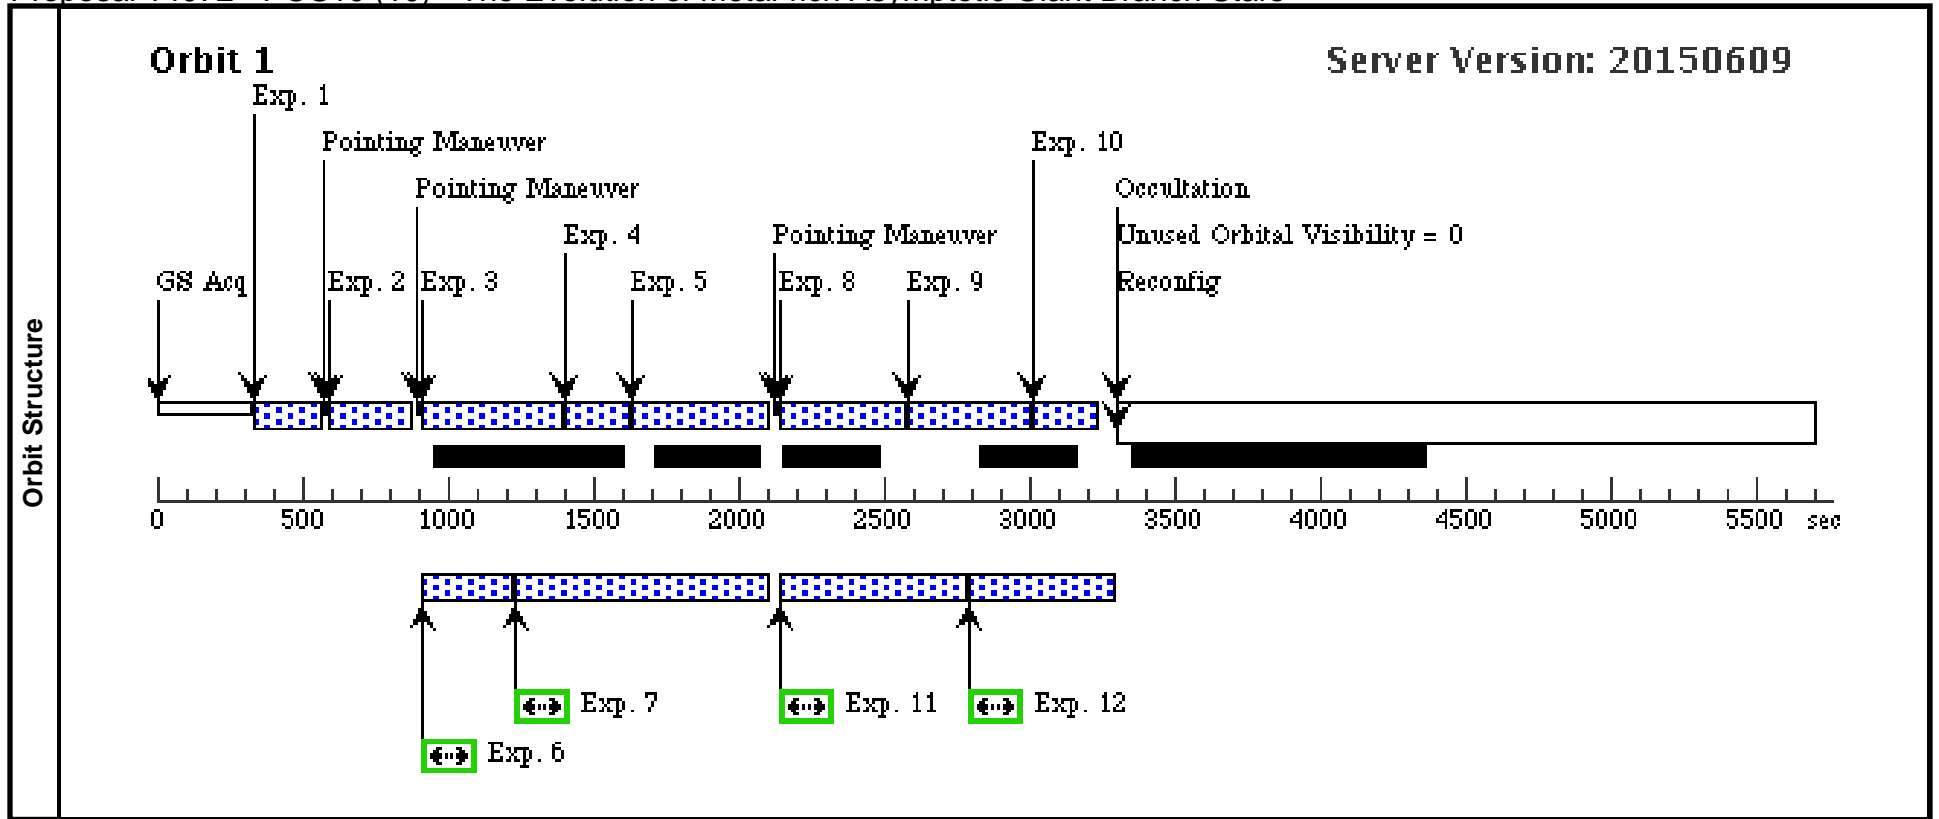 Orbit 1
Server Version: 20150609
Exp. 1
Pointing Maneuver
Exp. 10
Pointing Maneuver
Occultation
Exp. 4
Pointing Maneuver
Unused Orbital Visibility = 0
GS Acq
Exp. 2
Exp. 3
Exp. 5
Exp. 8
Exp. 9
Reconfig
Orbit Structure
0 500 1000 1500 2000 2500 3000 3500 4000 4500 5000 5500 sec
Exp. 7
Exp. 11
Exp. 12
Exp. 6